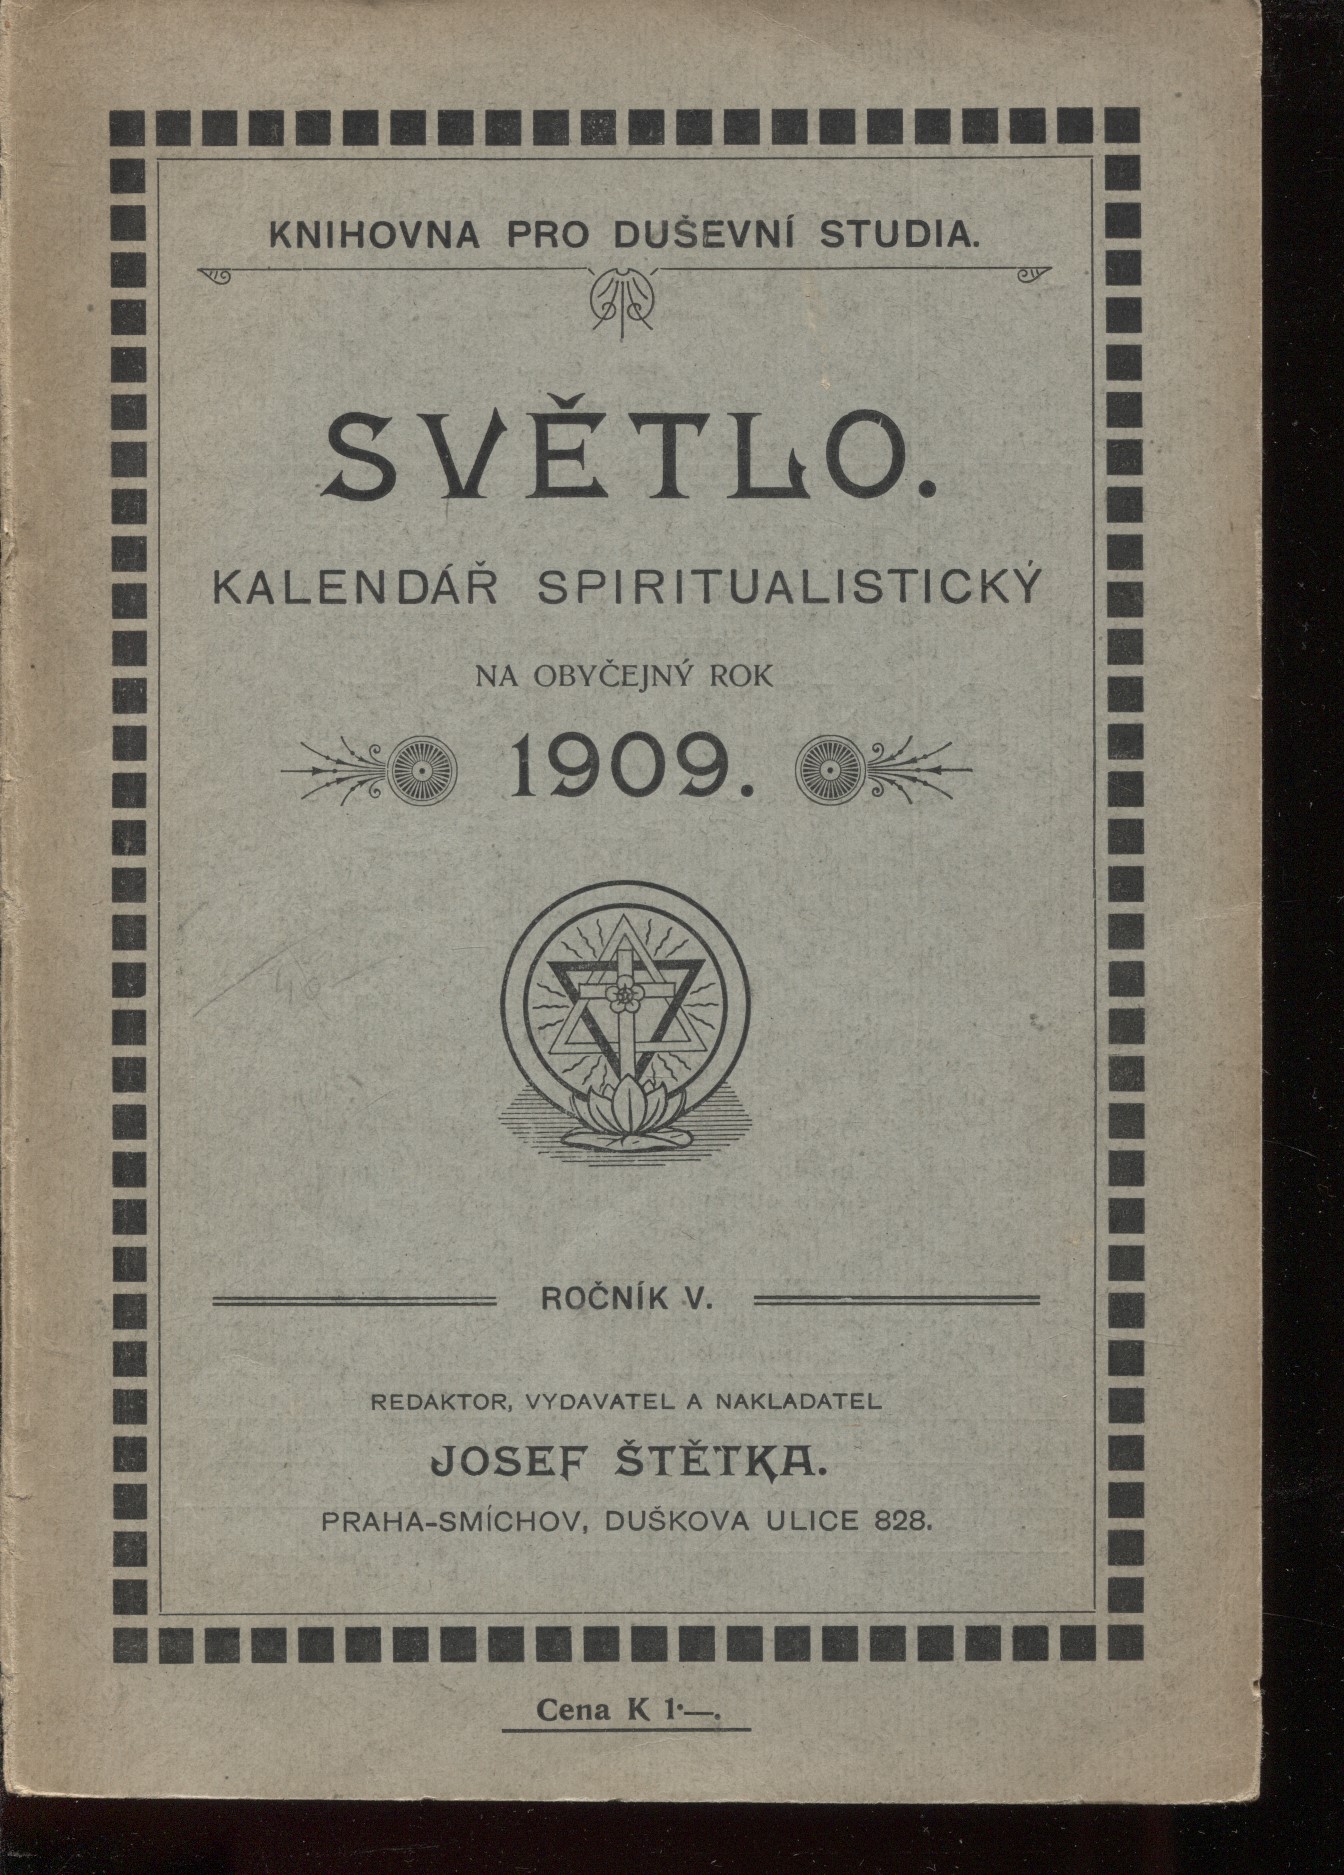 KNIHOVNA PRO DUŠEVNÍ STUDIA.
SVĚTLO.
KALENDÁŘ SPIRITUALISTICKÝ
NA OBYČEJNÝ ROK
1909.
ROČNÍK V.
REDAKTOR, VYDAVATEL A NAKLADATEL
JOSEF ŠTĚTKA.
PRAHA-SMÍCHOV, DUŠKOVA ULICE 828.
Cena K 1·—.